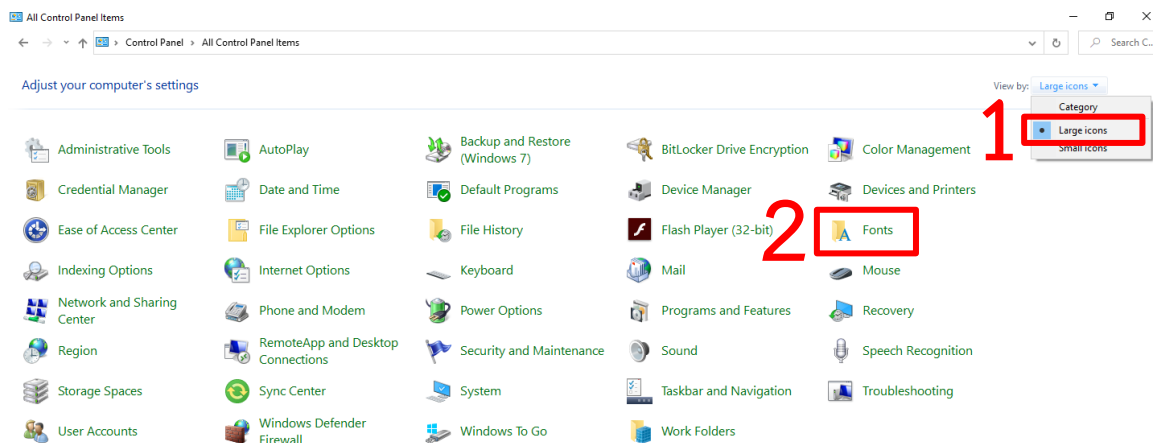 All Control Panel Items
Control Panel > All Control Panel Items
Search C...
Adjust your computer's settings
View by: Large icons
Category
1
Large icons
Small icons
Administrative Tools
AutoPlay
Backup and Restore
(Windows 7)
BitLocker Drive Encryption
Color Management
Credential Manager
Date and Time
Default Programs
Device Manager
Devices and Printers
2
Ease of Access Center
File Explorer Options
File History
Flash Player (32-bit)
Fonts
Indexing Options
Internet Options
Keyboard
Mail
Mouse
Network and Sharing
Center
Phone and Modem
Power Options
Programs and Features
Recovery
Region
RemoteApp and Desktop
Connections
Security and Maintenance
Sound
Speech Recognition
Storage Spaces
Sync Center
System
Taskbar and Navigation
Troubleshooting
User Accounts
Windows Defender
Firewall
Windows To Go
Work Folders